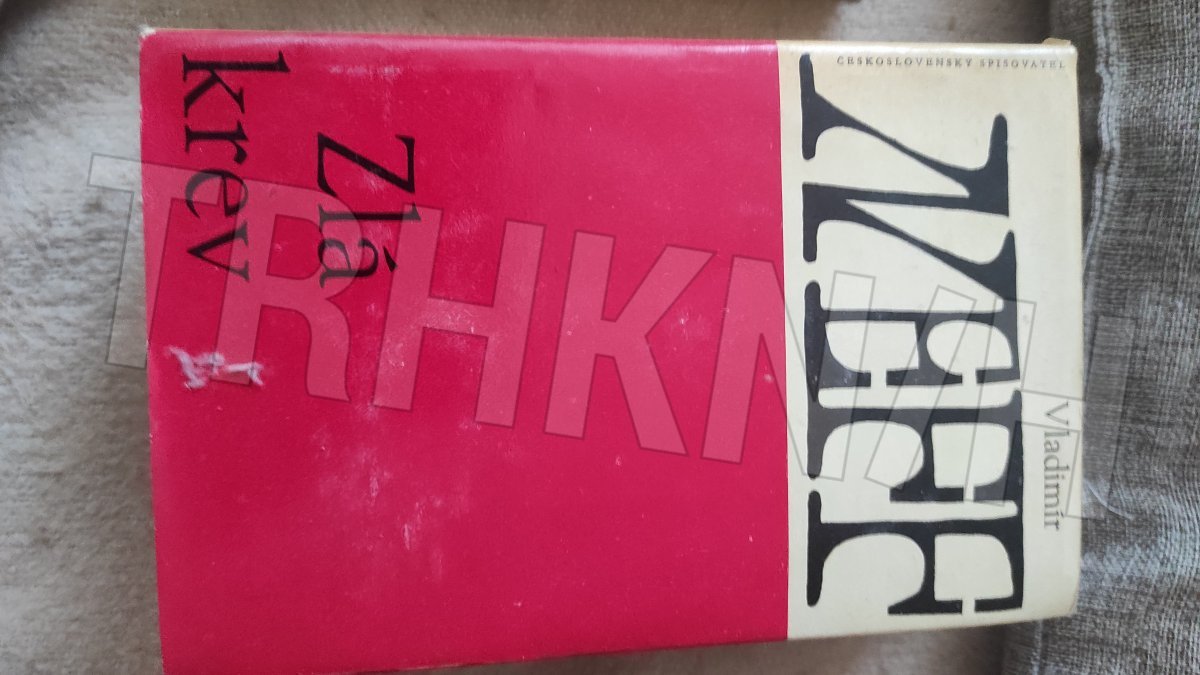 ČESKOSLOVENSKÝ SPISOVATEL
Vladimír
NEFF
Zlá
krev
TRHKNIH